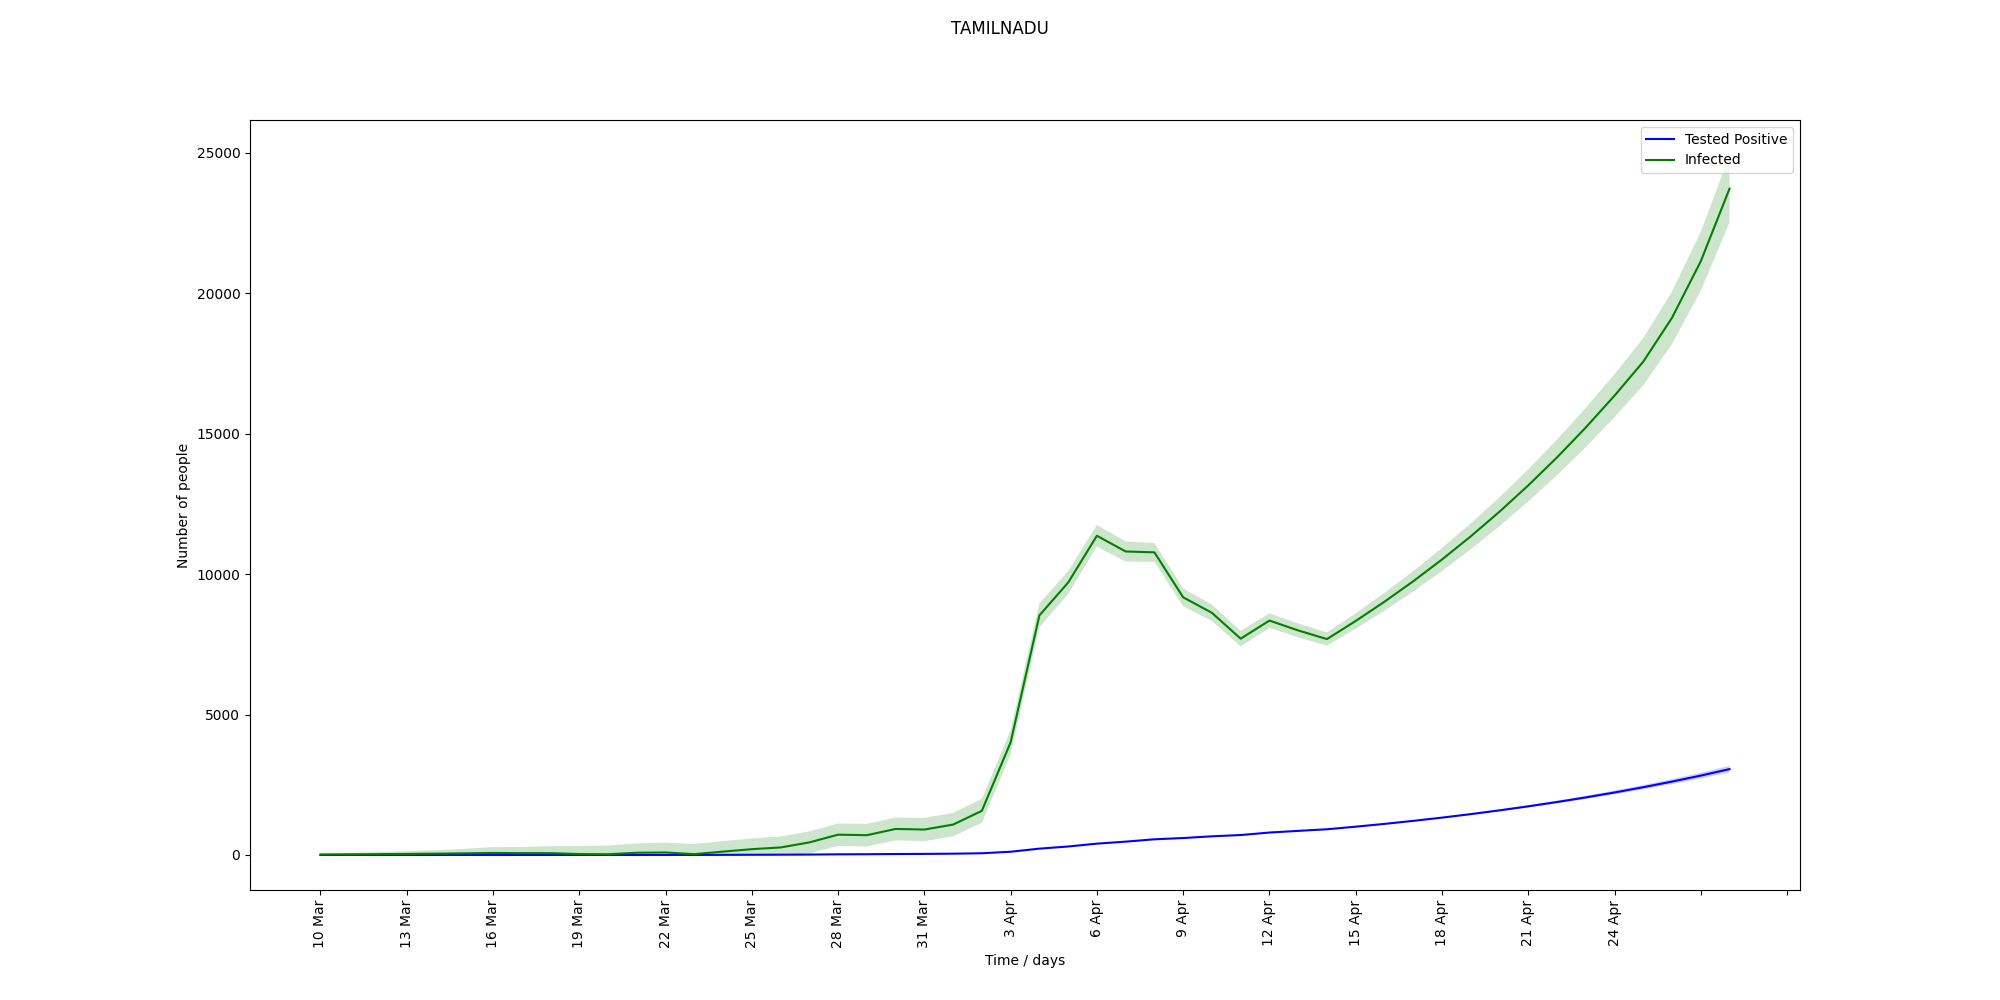 TAMILNADU
Tested Positive
Infected
25000
20000
15000
10000
5000
0
Number of people
10 Mar
13 Mar
16 Mar
19 Mar
22 Mar
25 Mar
28 Mar
31 Mar
3 Apr
6 Apr
9 Apr
12 Apr
15 Apr
18 Apr
21 Apr
24 Apr
Time / days